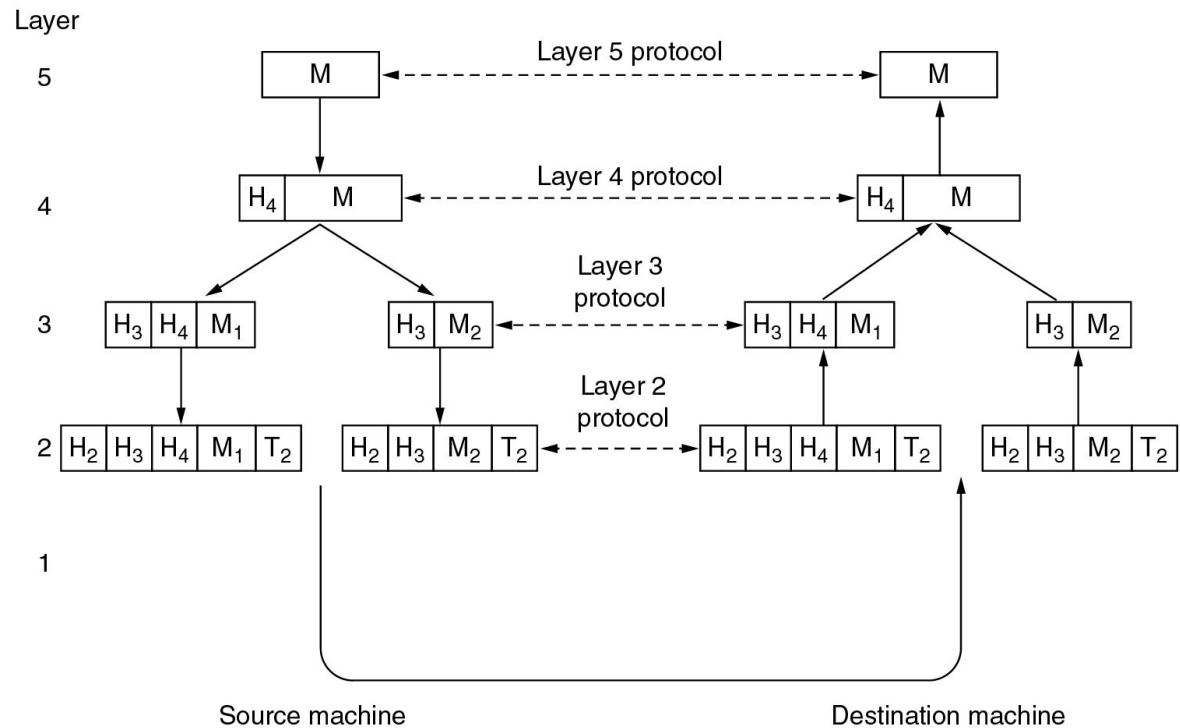 Layer
5 M Layer 5 protocol M
4 H₄ M Layer 4 protocol H₄ M
Layer 3
protocol
3 H₃ H₄ M₁ H₃ M₂ H₃ H₄ M₁ H₃ M₂
Layer 2
protocol
2 H₂ H₃ H₄ M₁ T₂ H₂ H₃ M₂ T₂ H₂ H₃ H₄ M₁ T₂ H₂ H₃ M₂ T₂
1
Source machine Destination machine